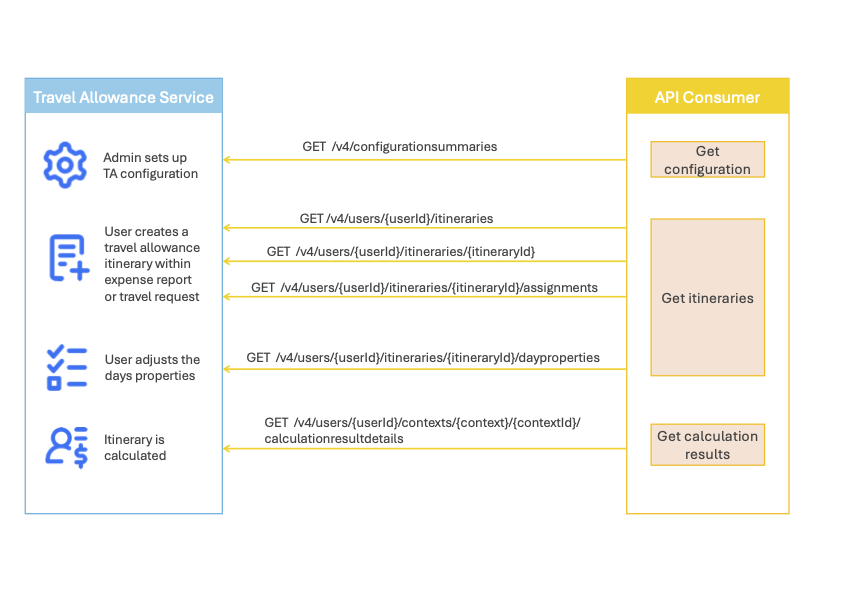 Travel Allowance Service
API Consumer
Admin sets up
TA configuration
GET /v4/configurationsummaries
Get
configuration
User creates a
travel allowance
itinerary within
expense report
or travel request
GET /v4/users/{userId}/itineraries
GET /v4/users/{userId}/itineraries/{itineraryId}
GET /v4/users/{userId}/itineraries/{itineraryId}/assignments
Get itineraries
User adjusts the
days properties
GET /v4/users/{userId}/itineraries/{itineraryId}/dayproperties
Itinerary is
calculated
GET /v4/users/{userId}/contexts/{context}/{contextId}/
calculationresultdetails
Get calculation
results